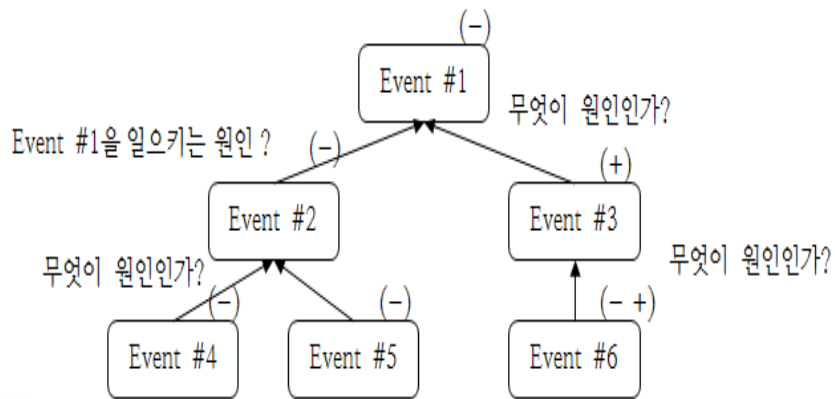 (−)
Event #1
무엇이 원인인가?
Event #1을 일으키는 원인 ?
(−)
(+)
Event #2
Event #3
무엇이 원인인가?
무엇이 원인인가?
(−)
(−)
(− +)
Event #4
Event #5
Event #6